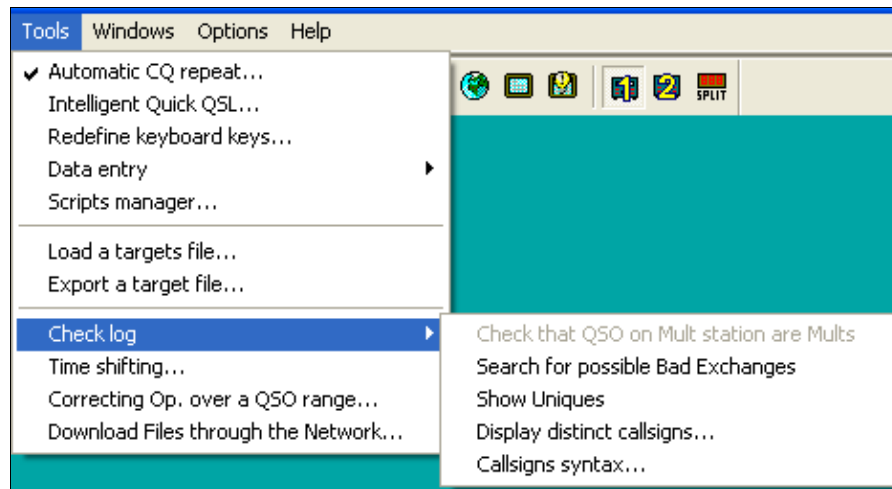 Tools Windows Options Help
Automatic CQ repeat...
Intelligent Quick QSL...
Redefine keyboard keys...
Data entry
Scripts manager...
Load a targets file...
Export a target file...
Check log
Time shifting...
Correcting Op. over a QSO range...
Download Files through the Network...
1 2 SPLIT
Check that QSO on Mult station are Mults
Search for possible Bad Exchanges
Show Uniques
Display distinct callsigns...
Callsigns syntax...